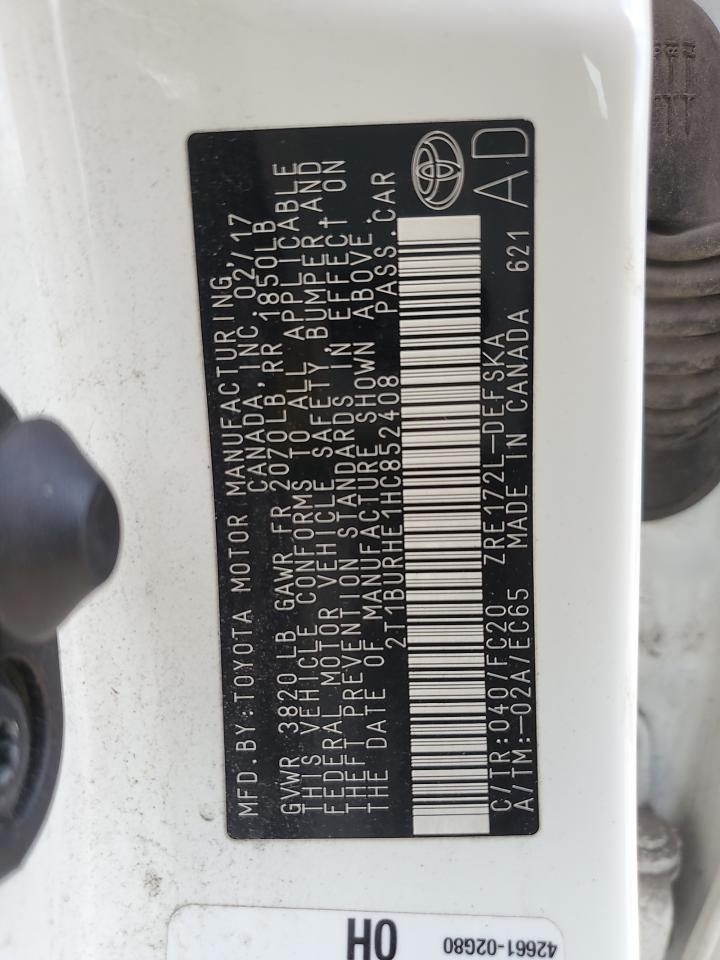 MFD.BY:TOYOTA MOTOR MANUFACTURING,
CANADA,INC.02/17
GVWR 3820LB GAWR FR 2070LB RR 1850LB
THIS VEHICLE CONFORMS TO ALL APPLICABLE
FEDERAL MOTOR VEHICLE SAFETY,BUMPER,AND
THEFT PREVENTION STANDARDS IN EFFECT ON
THE DATE OF MANUFACTURE SHOWN ABOVE.
2T1BURHE1HC852408 PASS.CAR
C/TR:040/FC20 ZRE172L-DEFSKA
A/TM:-02A/EC65 MADE IN CANADA 621
AD
0H
42661-02G80